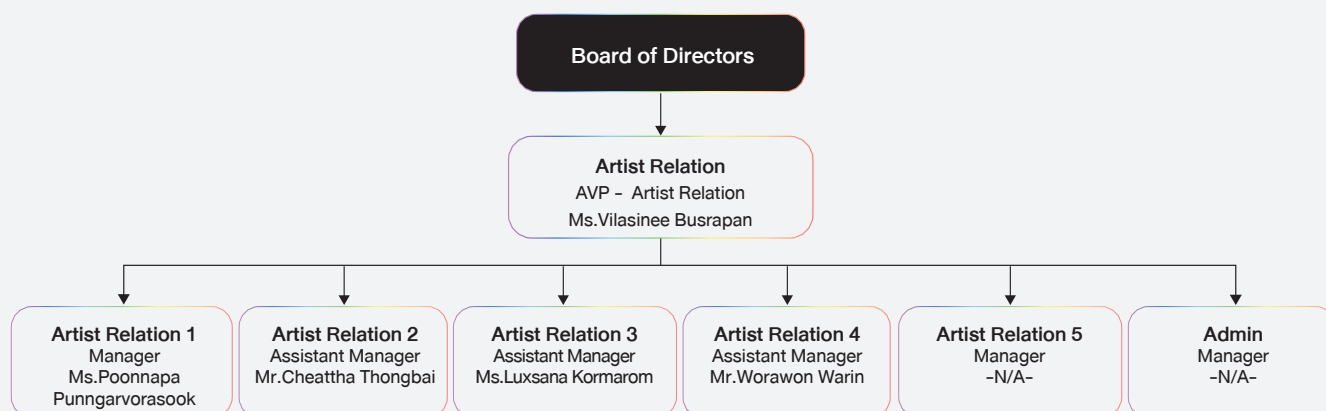 Board of Directors
Artist Relation
AVP - Artist Relation
Ms.Vilasinee Busrapan
Artist Relation 1
Manager
Ms.Poonnapa
Punngarvorasook
Artist Relation 2
Assistant Manager
Mr.Cheattha Thongbai
Artist Relation 3
Assistant Manager
Ms.Luxsana Kormarom
Artist Relation 4
Assistant Manager
Mr.Worawon Warin
Artist Relation 5
Manager
-N/A-
Admin
Manager
-N/A-